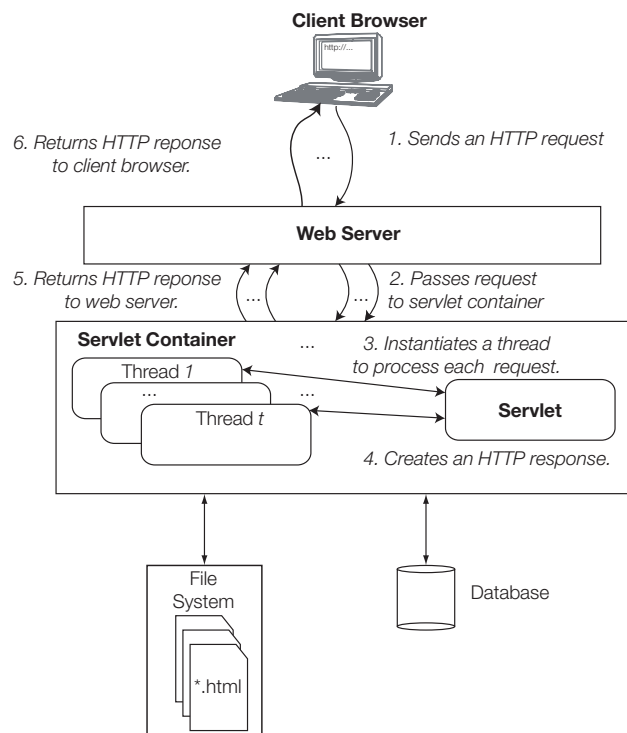 Client Browser
http://...
6. Returns HTTP reponse
to client browser.
...
1. Sends an HTTP request
Web Server
5. Returns HTTP reponse
to web server.
...
...
2. Passes request
to servlet container
Servlet Container
...
3. Instantiates a thread
to process each request.
Thread 1
...
...
Thread t
Servlet
4. Creates an HTTP response.
File
System
*.html
Database